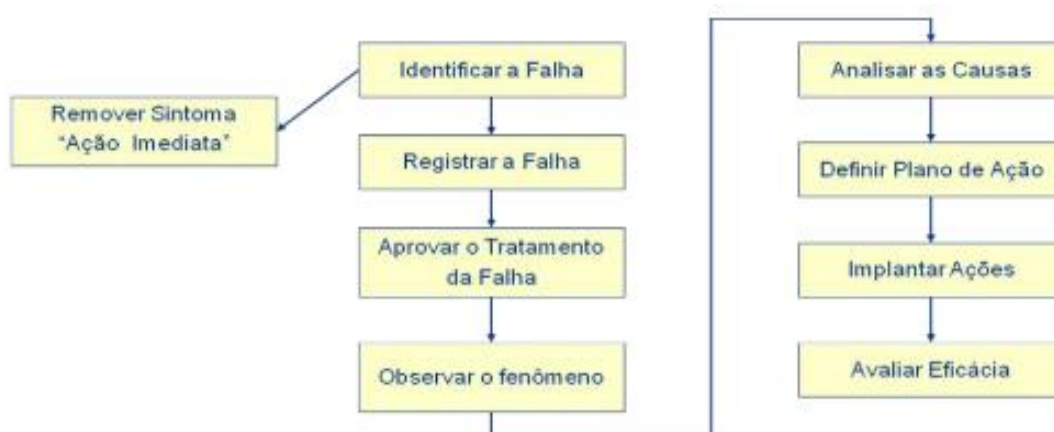 Identificar a Falha
Remover Sintoma
“Ação Imediata”
Registrar a Falha
Aprovar o Tratamento
da Falha
Observar o fenômeno
Analisar as Causas
Definir Plano de Ação
Implantar Ações
Avaliar Eficácia